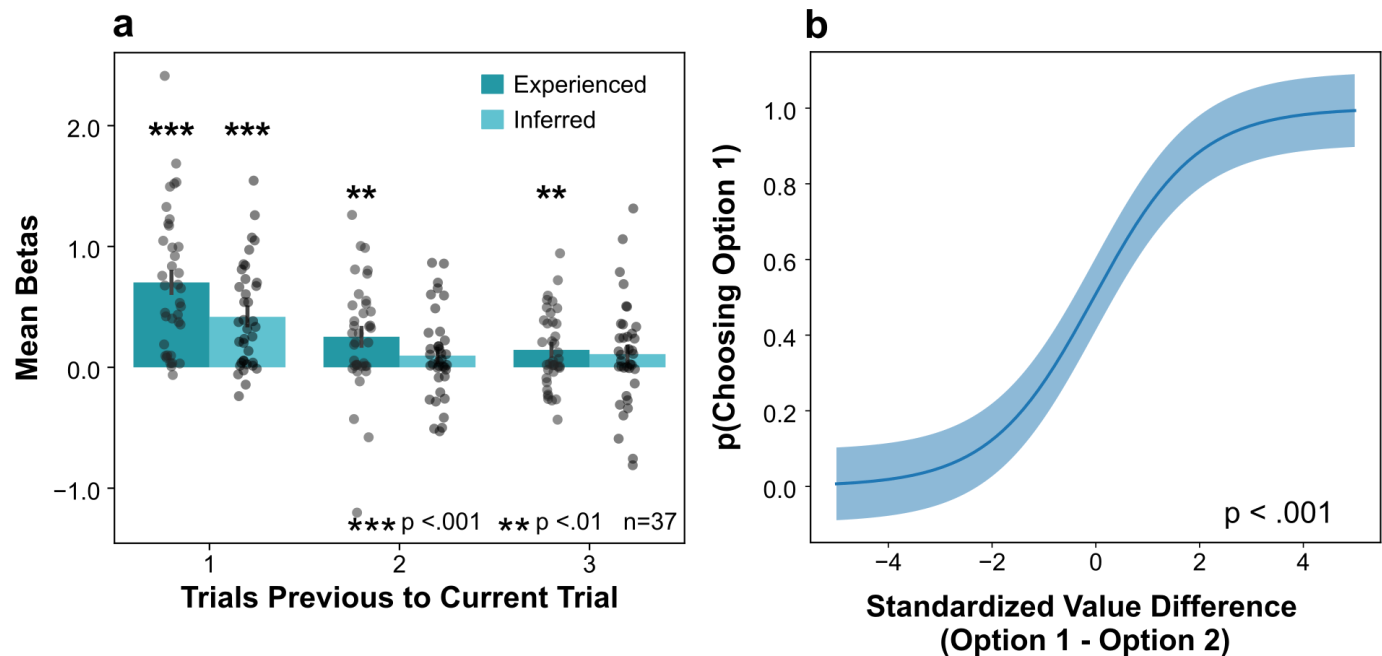 a
Experienced
Inferred
*** ***
** **
2.0
1.0
0.0
−1.0
Mean Betas
*** p <.001 ** p <.01 n=37
1 2 3
Trials Previous to Current Trial
b
1.0
0.8
0.6
0.4
0.2
0.0
p(Choosing Option 1)
p < .001
−4 −2 0 2 4
Standardized Value Difference
(Option 1 - Option 2)